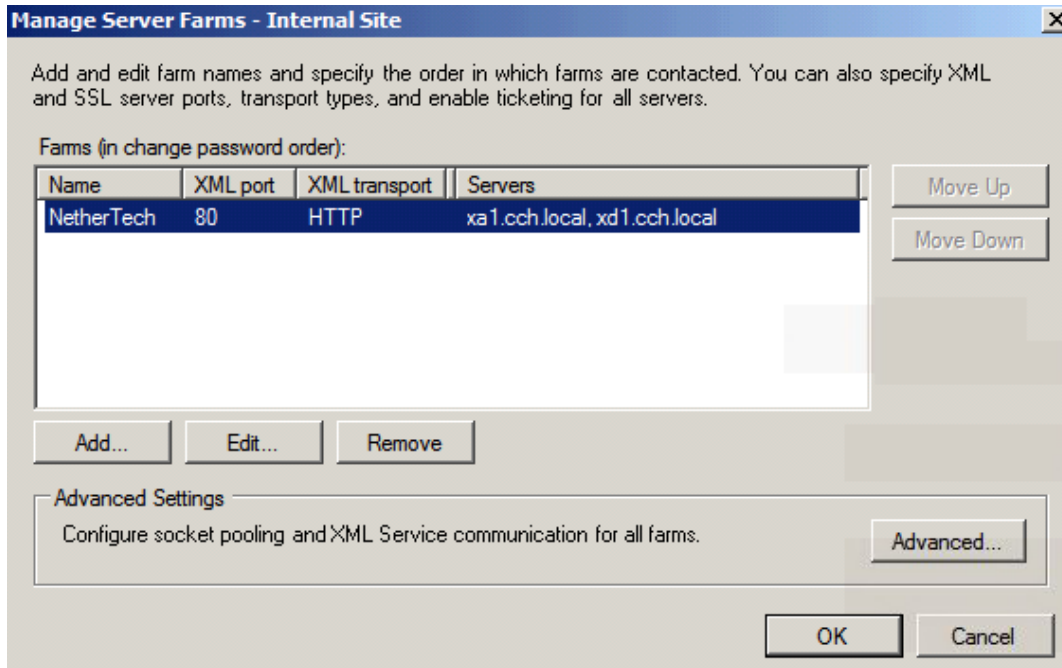 Manage Server Farms - Internal Site
Add and edit farm names and specify the order in which farms are contacted. You can also specify XML
and SSL server ports, transport types, and enable ticketing for all servers.
Farms (in change password order):
Name XML port XML transport Servers
NetherTech 80 HTTP xa1.cch.local, xd1.cch.local
Move Up
Move Down
Add... Edit... Remove
Advanced Settings
Configure socket pooling and XML Service communication for all farms.
Advanced...
OK Cancel